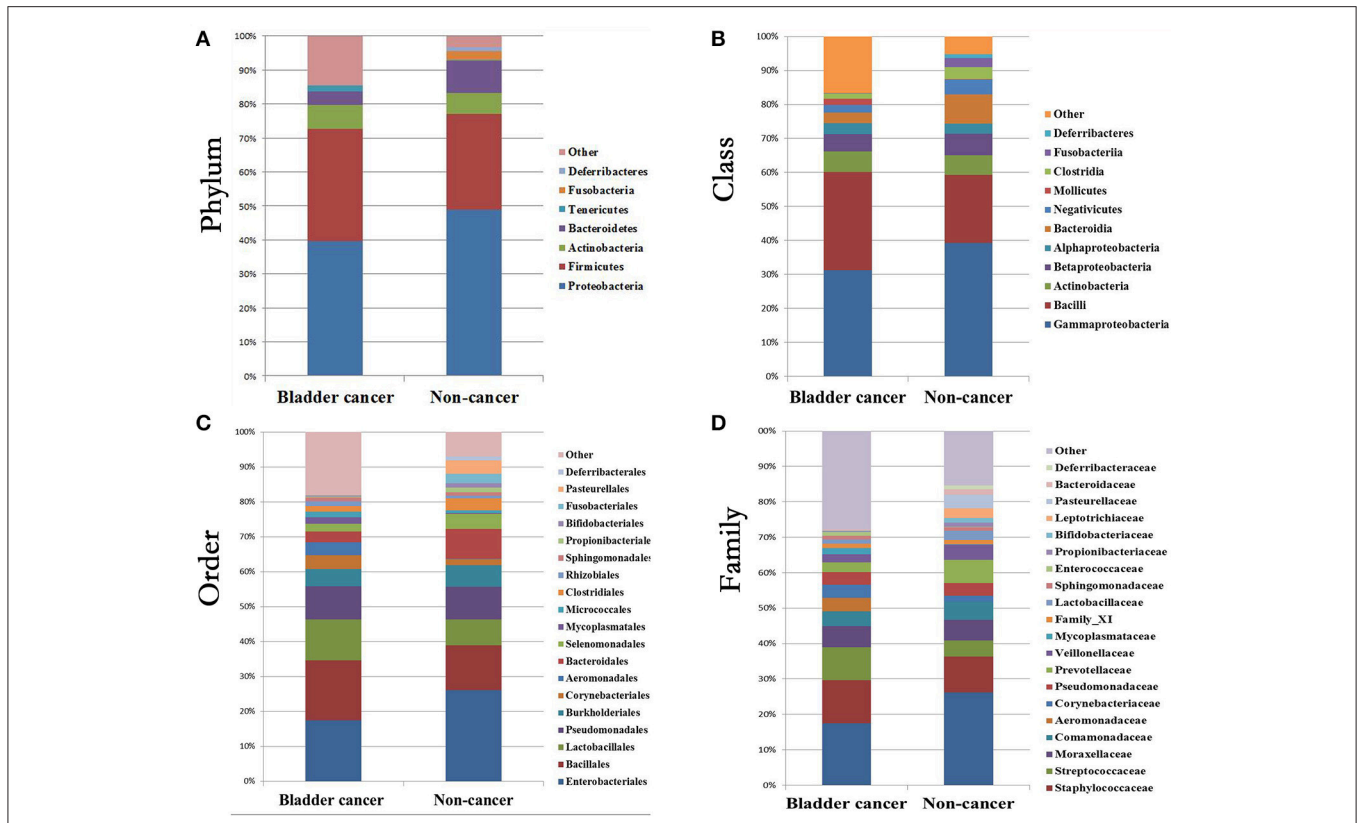 A
100%
90%
80%
70%
60%
50%
40%
30%
20%
10%
0%
Phylum
Bladder cancer
Non-cancer
Other
Deferribacteres
Fusobacteria
Tenericutes
Bacteroidetes
Actinobacteria
Firmicutes
Proteobacteria
B
100%
90%
80%
70%
60%
50%
40%
30%
20%
10%
0%
Class
Bladder cancer
Non-cancer
Other
Deferribacteres
Fusobacteriia
Clostridia
Mollicutes
Negativicutes
Bacteroidia
Alphaproteobacteria
Betaproteobacteria
Actinobacteria
Bacilli
Gammaproteobacteria
C
100%
90%
80%
70%
60%
50%
40%
30%
20%
10%
0%
Order
Bladder cancer
Non-cancer
Other
Deferribacterales
Pasteurellales
Fusobacteriales
Bifidobacteriales
Propionibacteriale
Sphingomonadales
Rhizobiales
Clostridiales
Micrococcales
Mycoplasmatales
Selenomonadales
Bacteroidales
Aeromonadales
Corynebacteriales
Burkholderiales
Pseudomonadales
Lactobacillales
Bacillales
Enterobacteriales
D
00%
90%
80%
70%
60%
50%
40%
30%
20%
10%
0%
Family
Bladder cancer
Non-cancer
Other
Deferribacteraceae
Bacteroidaceae
Pasteurellaceae
Leptotrichiaceae
Bifidobacteriaceae
Propionibacteriaceae
Enterococcaceae
Sphingomonadaceae
Lactobacillaceae
Family_XI
Mycoplasmataceae
Veillonellaceae
Prevotellaceae
Pseudomonadaceae
Corynebacteriaceae
Aeromonadaceae
Comamonadaceae
Moraxellaceae
Streptococcaceae
Staphylococcaceae